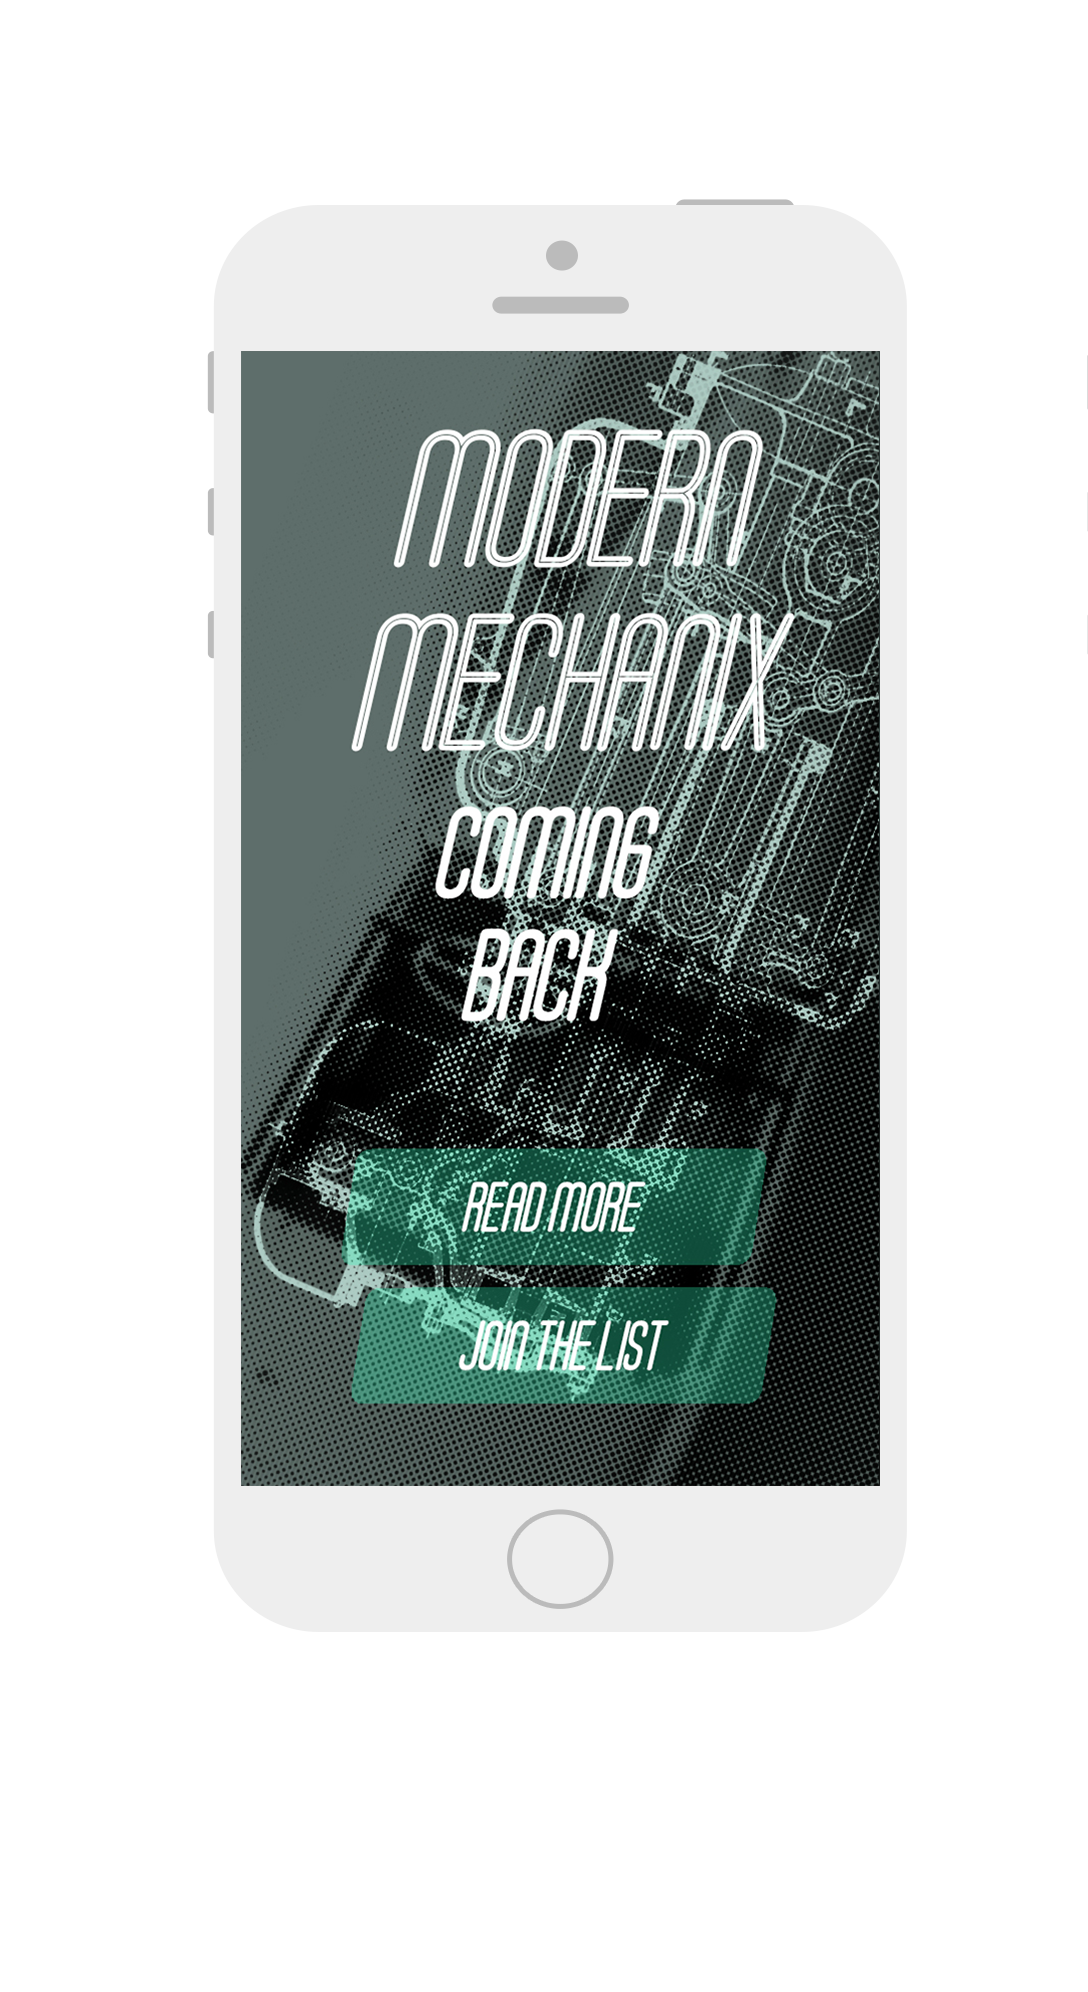 MODERN
MECHANIX
COMING
BACK
READ MORE
JOIN THE LIST